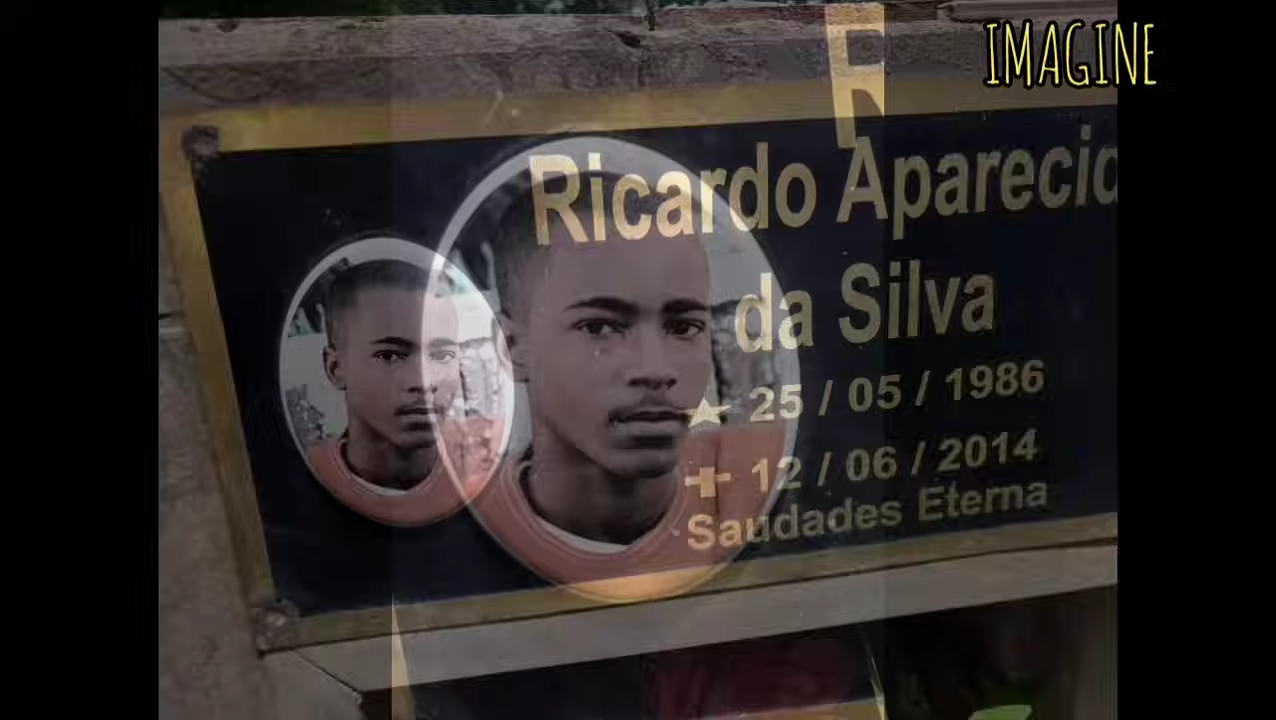 IMAGINE
R
Ricardo Aparecid
da Silva
★ 25 / 05 / 1986
✚ 12 / 06 / 2014
Saudades Eterna